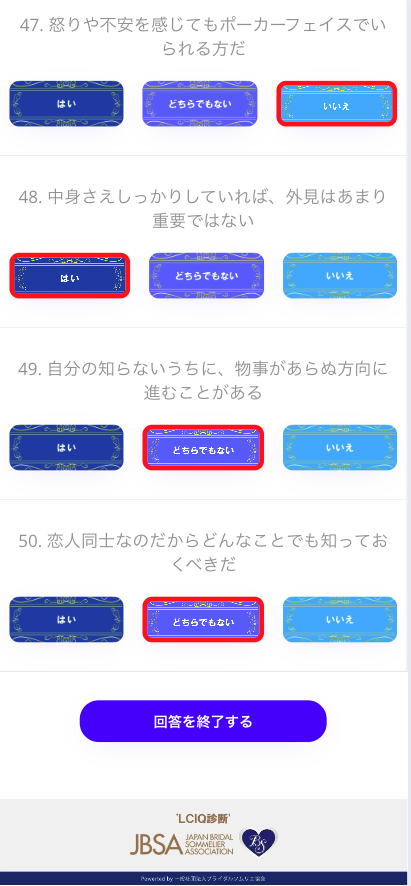 47. 怒りや不安を感じてもポーカーフェイスでい
られる方だ
はい どちらでもない いいえ
48. 中身さえしっかりしていれば、外見はあまり
重要ではない
はい どちらでもない いいえ
49. 自分の知らないうちに、物事があらぬ方向に
進むことがある
はい どちらでもない いいえ
50. 恋人同士なのだからどんなことでも知ってお
くべきだ
はい どちらでもない いいえ
回答を終了する
'LCIQ診断'
JBSA JAPAN BRIDAL
SOMMELIER
ASSOCIATION
BS
Powered by 一般社団法人ブライダルソムリエ協会